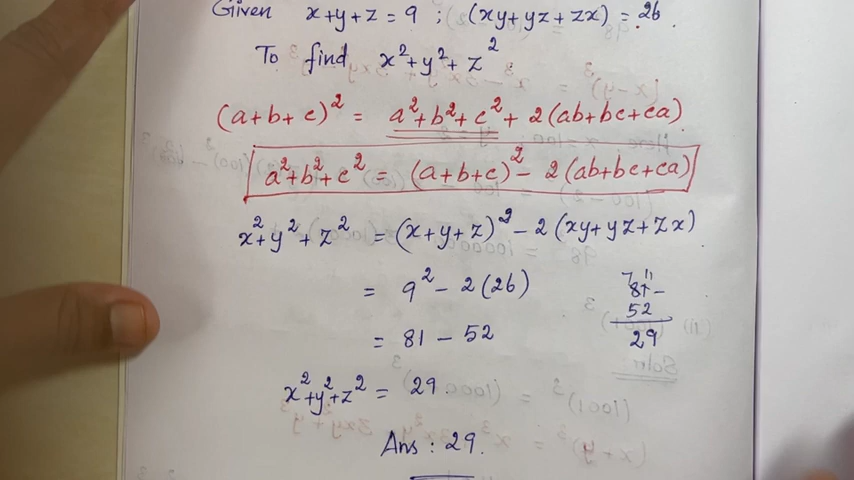 Given x+y+z = 9 ; (xy+yz+zx) = 26.
To find x²+y²+z²
(a+b+c)² = a²+b²+c² + 2(ab+bc+ca)
a²+b²+c² = (a+b+c)² - 2(ab+bc+ca)
x²+y²+z² = (x+y+z)² - 2(xy+yz+zx)
= 9² - 2(26)
7 11
81 -
52
29
= 81 - 52
x²+y²+z² = 29.
Ans : 29.